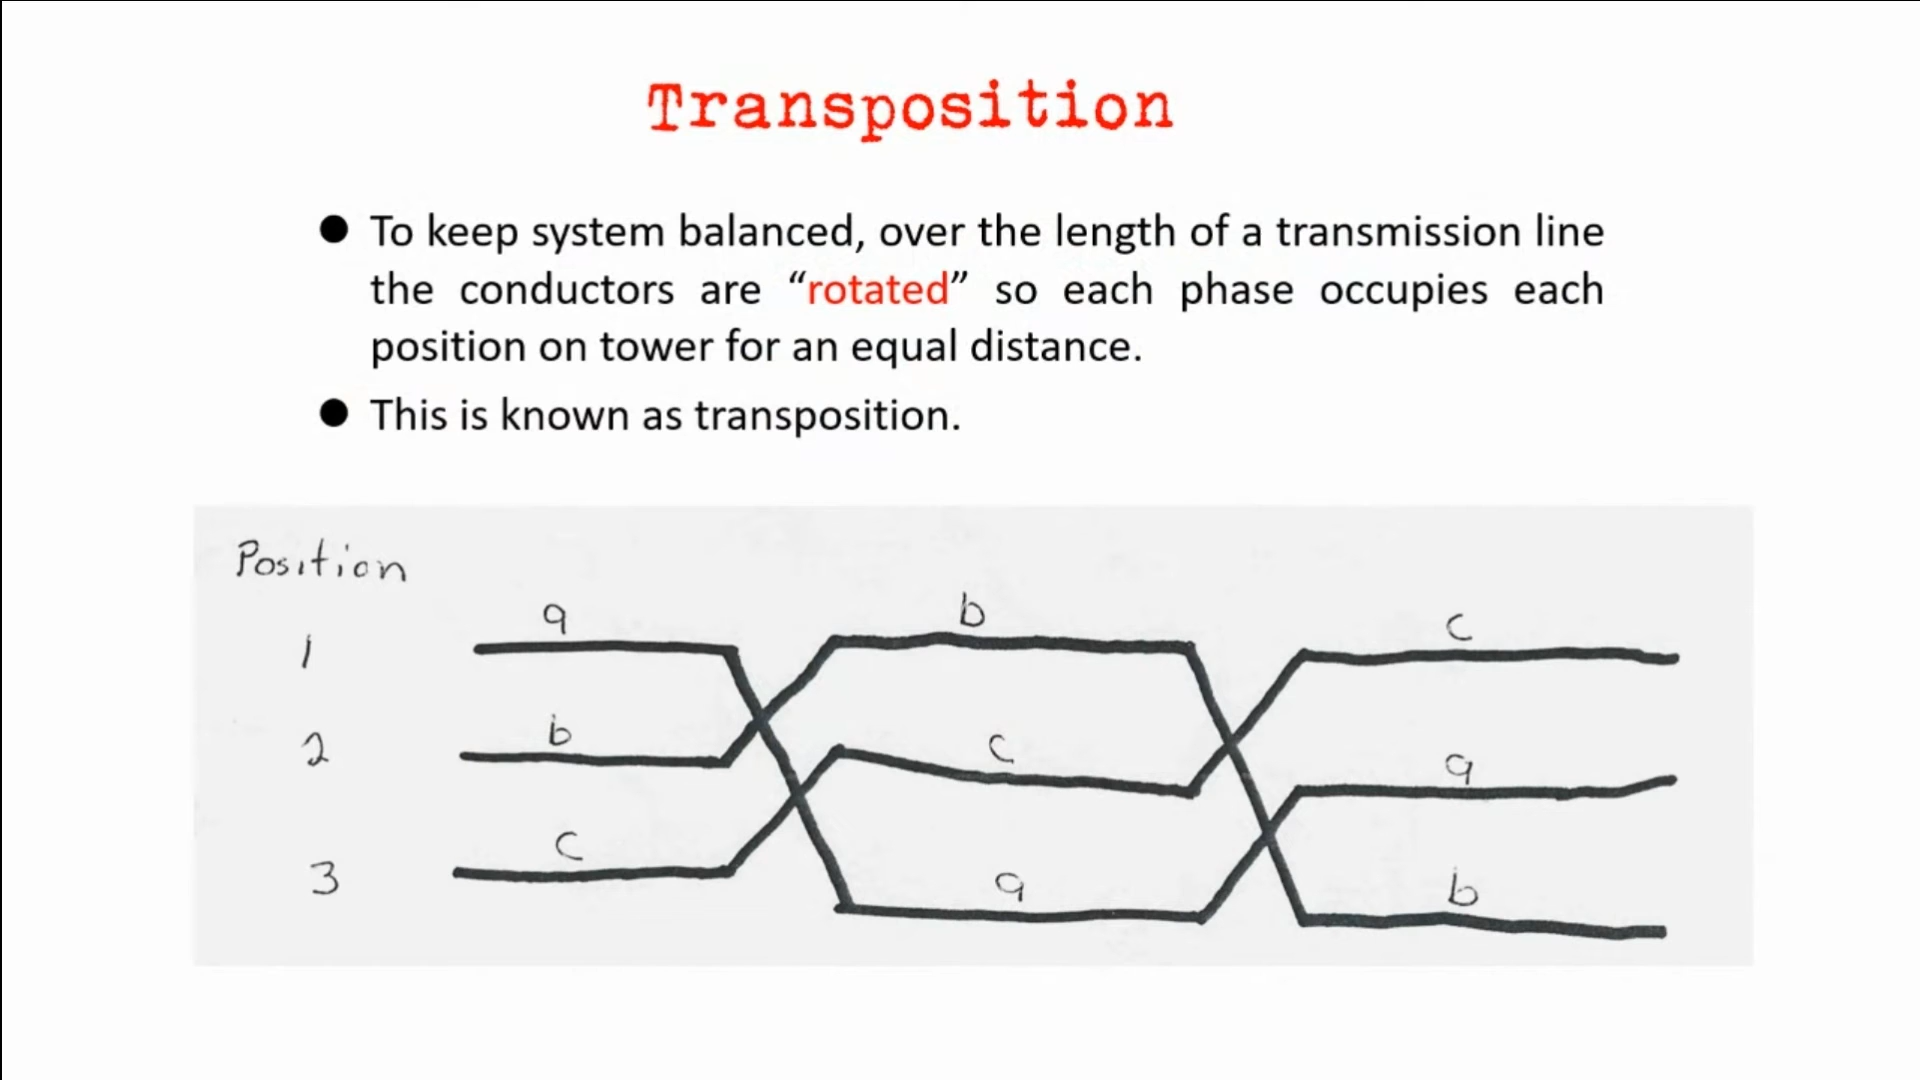 Transposition
● To keep system balanced, over the length of a transmission line
the conductors are “rotated” so each phase occupies each
position on tower for an equal distance.
● This is known as transposition.
Position
a b c
1
b c a
2
c a b
3